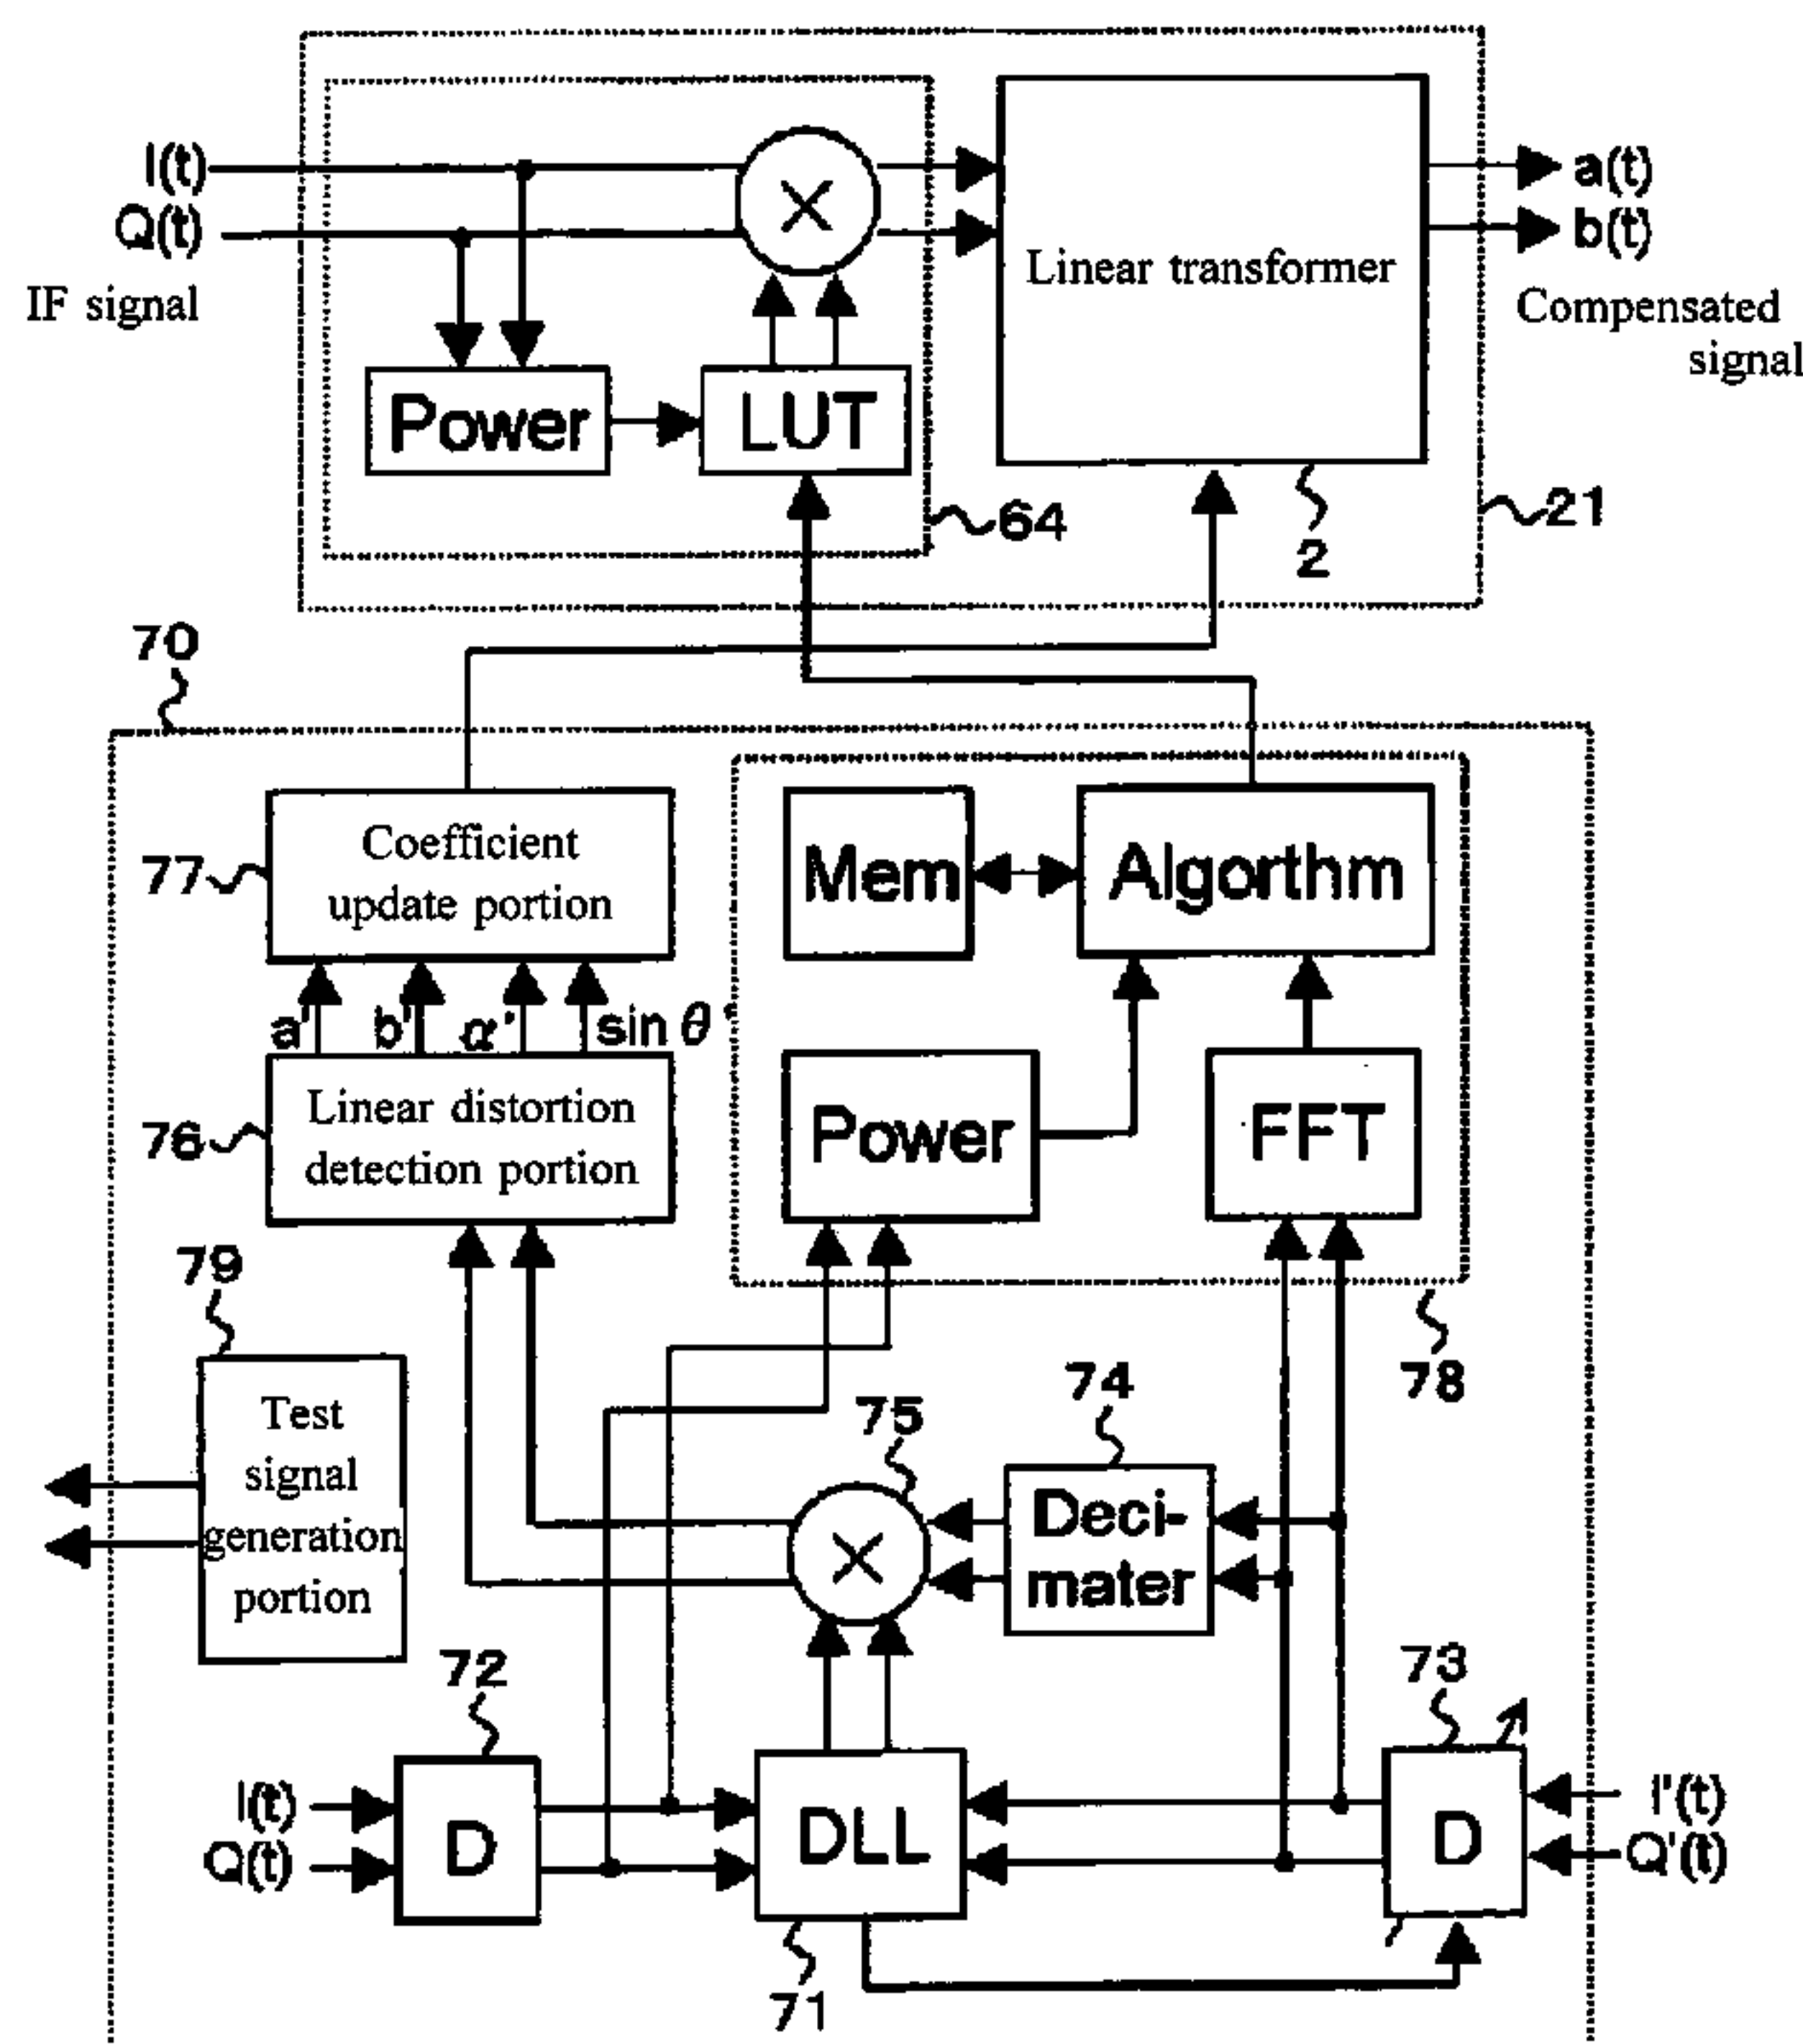 I(t)
Q(t)
IF signal
×
Power
LUT
Linear transformer
a(t)
b(t)
Compensated
signal
64
2
21
70
77
Coefficient
update portion
Mem
Algorthm
a'
b'
α'
sin θ'
76
Linear distortion
detection portion
Power
FFT
78
79
Test
signal
generation
portion
75
×
74
Deci-
mater
72
I(t)
Q(t)
D
DLL
71
73
D
I'(t)
Q'(t)